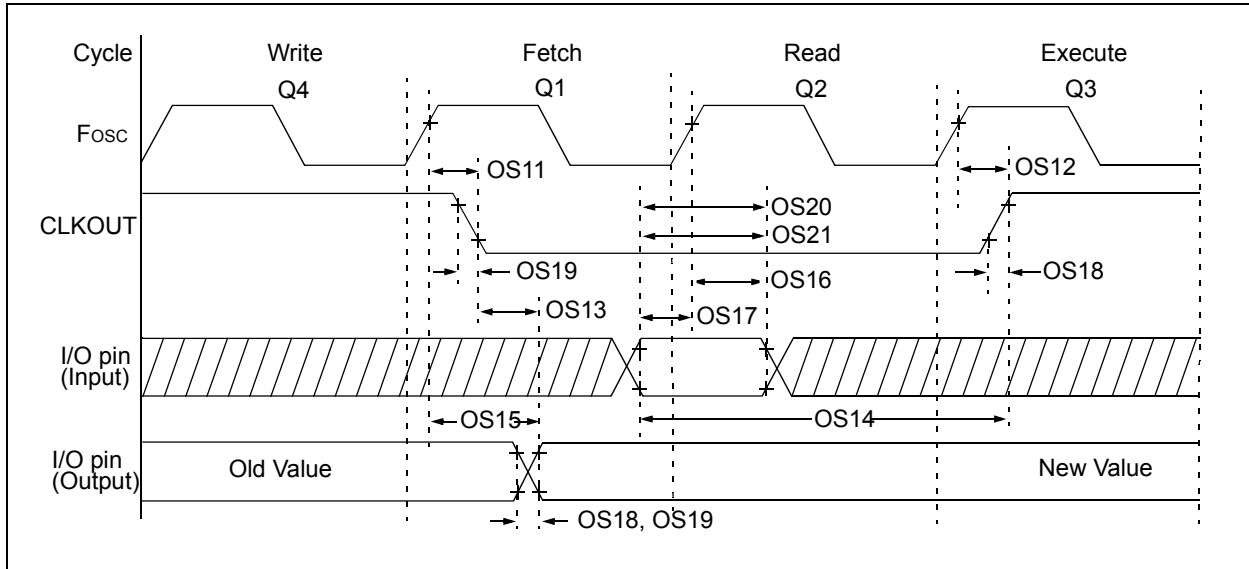 Cycle Write Fetch Read Execute
Q4 Q1 Q2 Q3
Fosc
OS11 OS12
CLKOUT
OS20
OS21
OS19 OS16 OS18
OS13 OS17
I/O pin
(Input)
OS15 OS14
I/O pin
(Output)
Old Value New Value
OS18, OS19